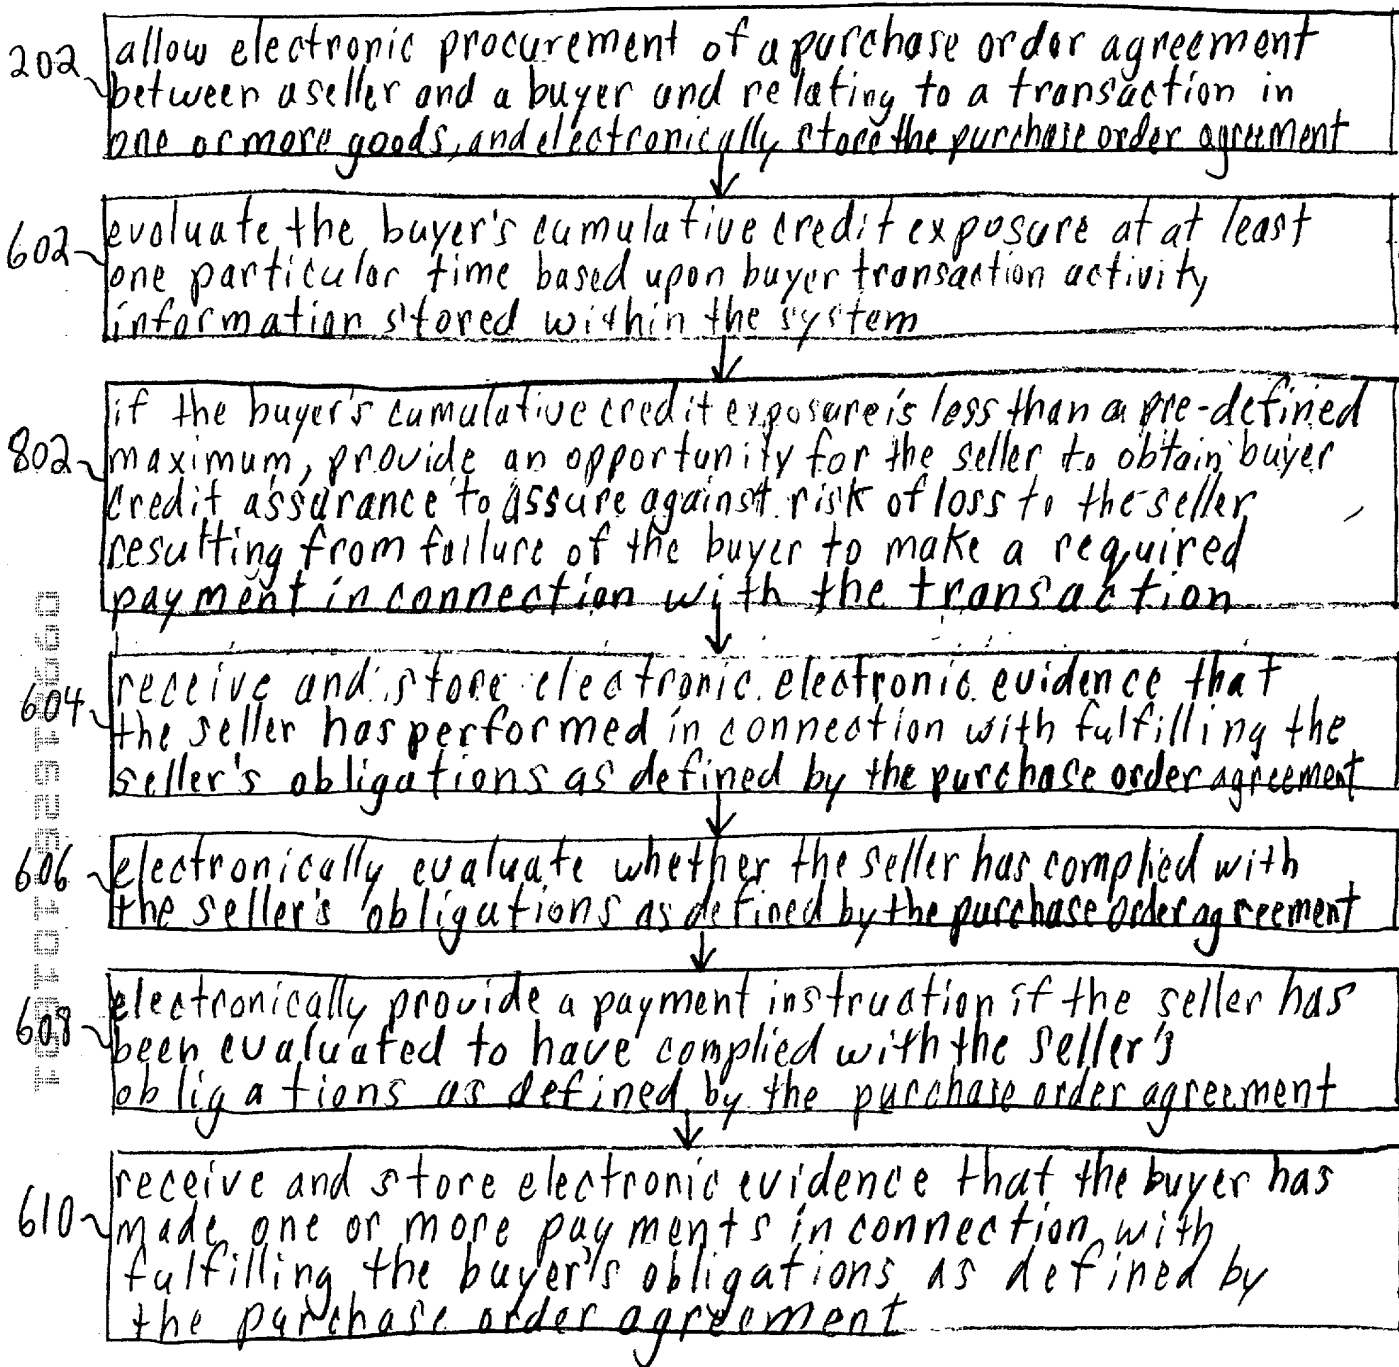 202 allow electronic procurement of a purchase order agreement
between a seller and a buyer and relating to a transaction in
one or more goods, and electronically store the purchase order agreement
602 evaluate the buyer's cumulative credit exposure at at least
one particular time based upon buyer transaction activity
information stored within the system
if the buyer's cumulative credit exposure is less than a pre-defined
802 maximum, provide an opportunity for the seller to obtain buyer
credit assurance to assure against risk of loss to the seller
resulting from failure of the buyer to make a required
payment in connection with the transaction
604 receive and store electronic electronic evidence that
the seller has performed in connection with fulfilling the
seller's obligations as defined by the purchase order agreement
606 electronically evaluate whether the seller has complied with
the seller's obligations as defined by the purchase order agreement
electronically provide a payment instruction if the seller has
608 been evaluated to have complied with the seller's
obligations as defined by the purchase order agreement
receive and store electronic evidence that the buyer has
610 made one or more payments in connection with
fulfilling the buyer's obligations as defined by
the purchase order agreement